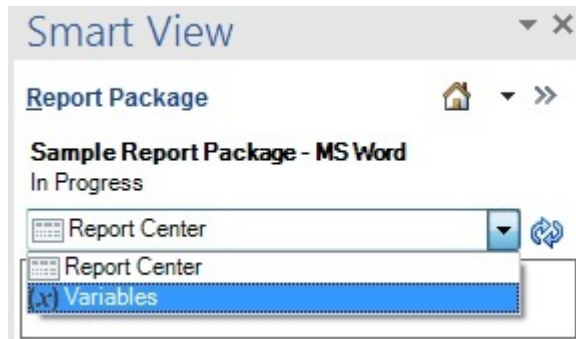 Smart View
Report Package
Sample Report Package - MS Word
In Progress
Report Center
Report Center
(x) Variables